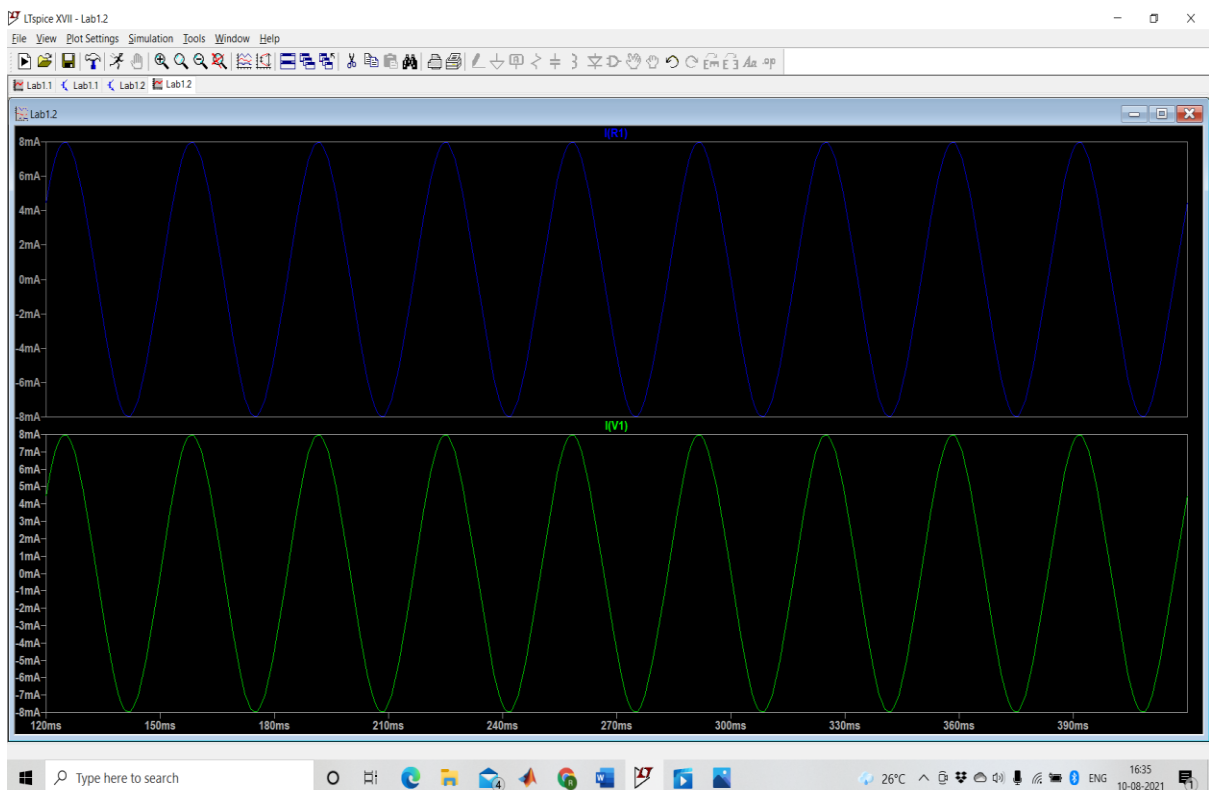 LTspice XVII - Lab1.2
File View Plot Settings Simulation Tools Window Help
Lab1.1 Lab1.1 Lab1.2 Lab1.2
Lab1.2
I(R1)
8mA
6mA
4mA
2mA
0mA
-2mA
-4mA
-6mA
-8mA
I(V1)
8mA
7mA
6mA
5mA
4mA
3mA
2mA
1mA
0mA
-1mA
-2mA
-3mA
-4mA
-5mA
-6mA
-7mA
-8mA
120ms 150ms 180ms 210ms 240ms 270ms 300ms 330ms 360ms 390ms
Type here to search
26°C ENG 16:35
10-08-2021